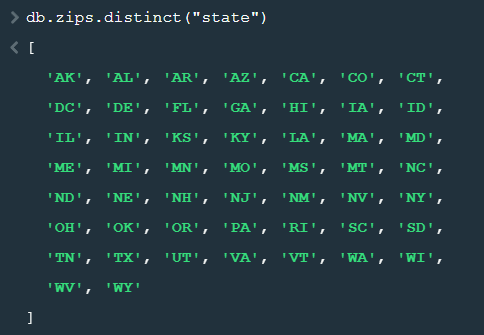 > db.zips.distinct("state")
< [
'AK', 'AL', 'AR', 'AZ', 'CA', 'CO', 'CT',
'DC', 'DE', 'FL', 'GA', 'HI', 'IA', 'ID',
'IL', 'IN', 'KS', 'KY', 'LA', 'MA', 'MD',
'ME', 'MI', 'MN', 'MO', 'MS', 'MT', 'NC',
'ND', 'NE', 'NH', 'NJ', 'NM', 'NV', 'NY',
'OH', 'OK', 'OR', 'PA', 'RI', 'SC', 'SD',
'TN', 'TX', 'UT', 'VA', 'VT', 'WA', 'WI',
'WV', 'WY'
]